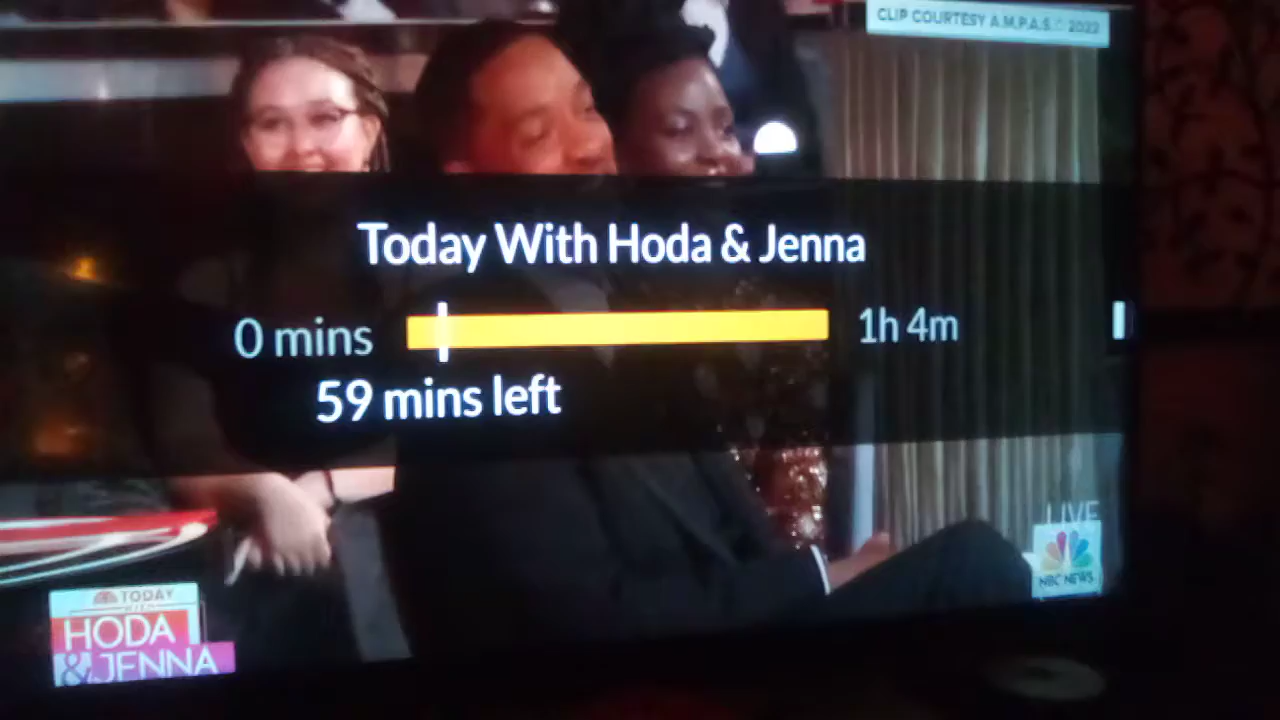 CLIP COURTESY A.M.P.A.S.© 2022
Today With Hoda & Jenna
0 mins
1h 4m
59 mins left
LIVE
NBC NEWS
TODAY
WITH
HODA
& JENNA